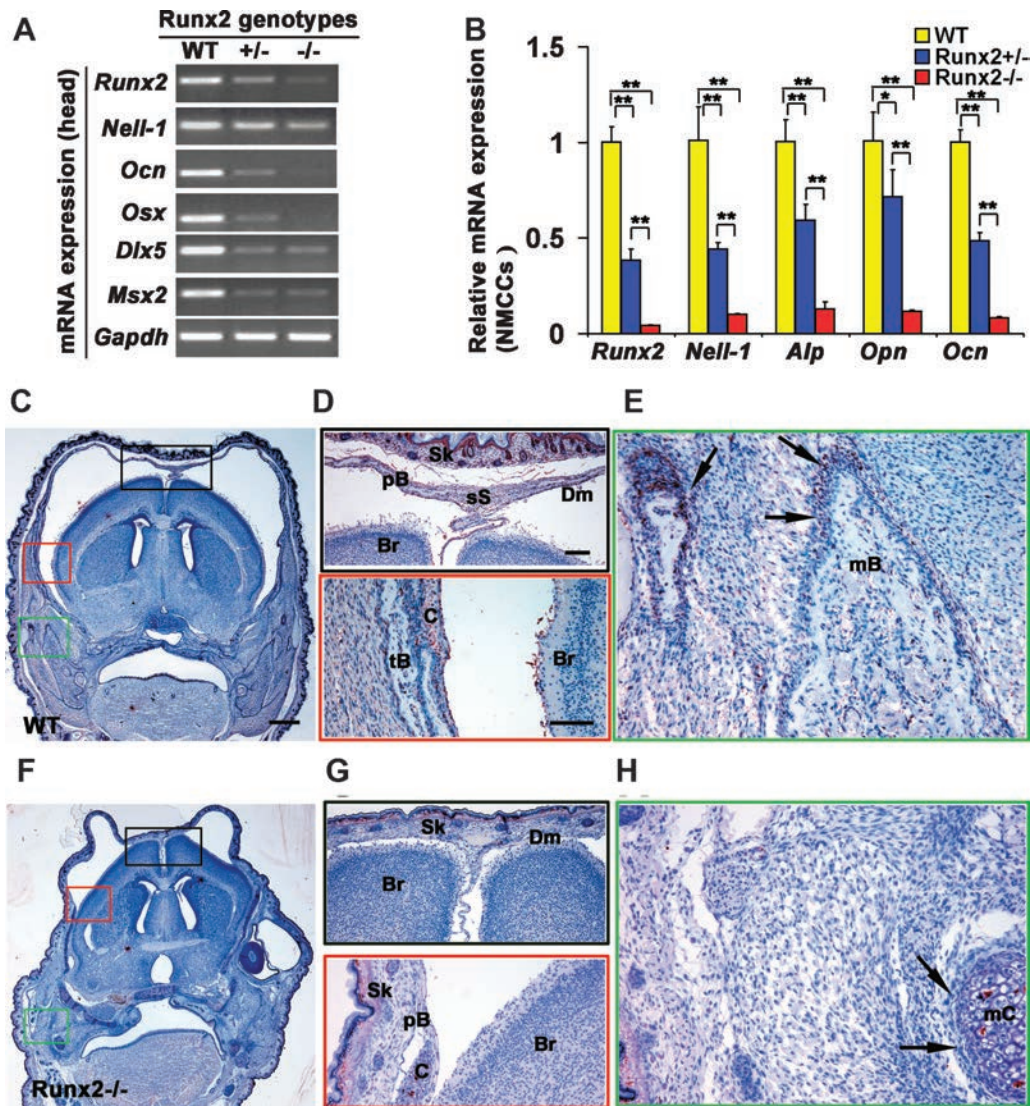 A
Runx2 genotypes
WT +/- -/-
mRNA expression (head)
Runx2
Nell-1
Ocn
Osx
Dlx5
Msx2
Gapdh
B
WT
Runx2+/-
Runx2-/-
Relative mRNA expression
(NMCCs)
1.5
1
0.5
0
** ** ** ** **
** ** ** * **
** ** ** ** **
Runx2 Nell-1 Alp Opn Ocn
C
WT
D
Sk
pB
sS
Dm
Br
C
tB
Br
E
mB
F
Runx2-/-
G
Sk
Dm
Br
Sk
pB
C
Br
H
mC